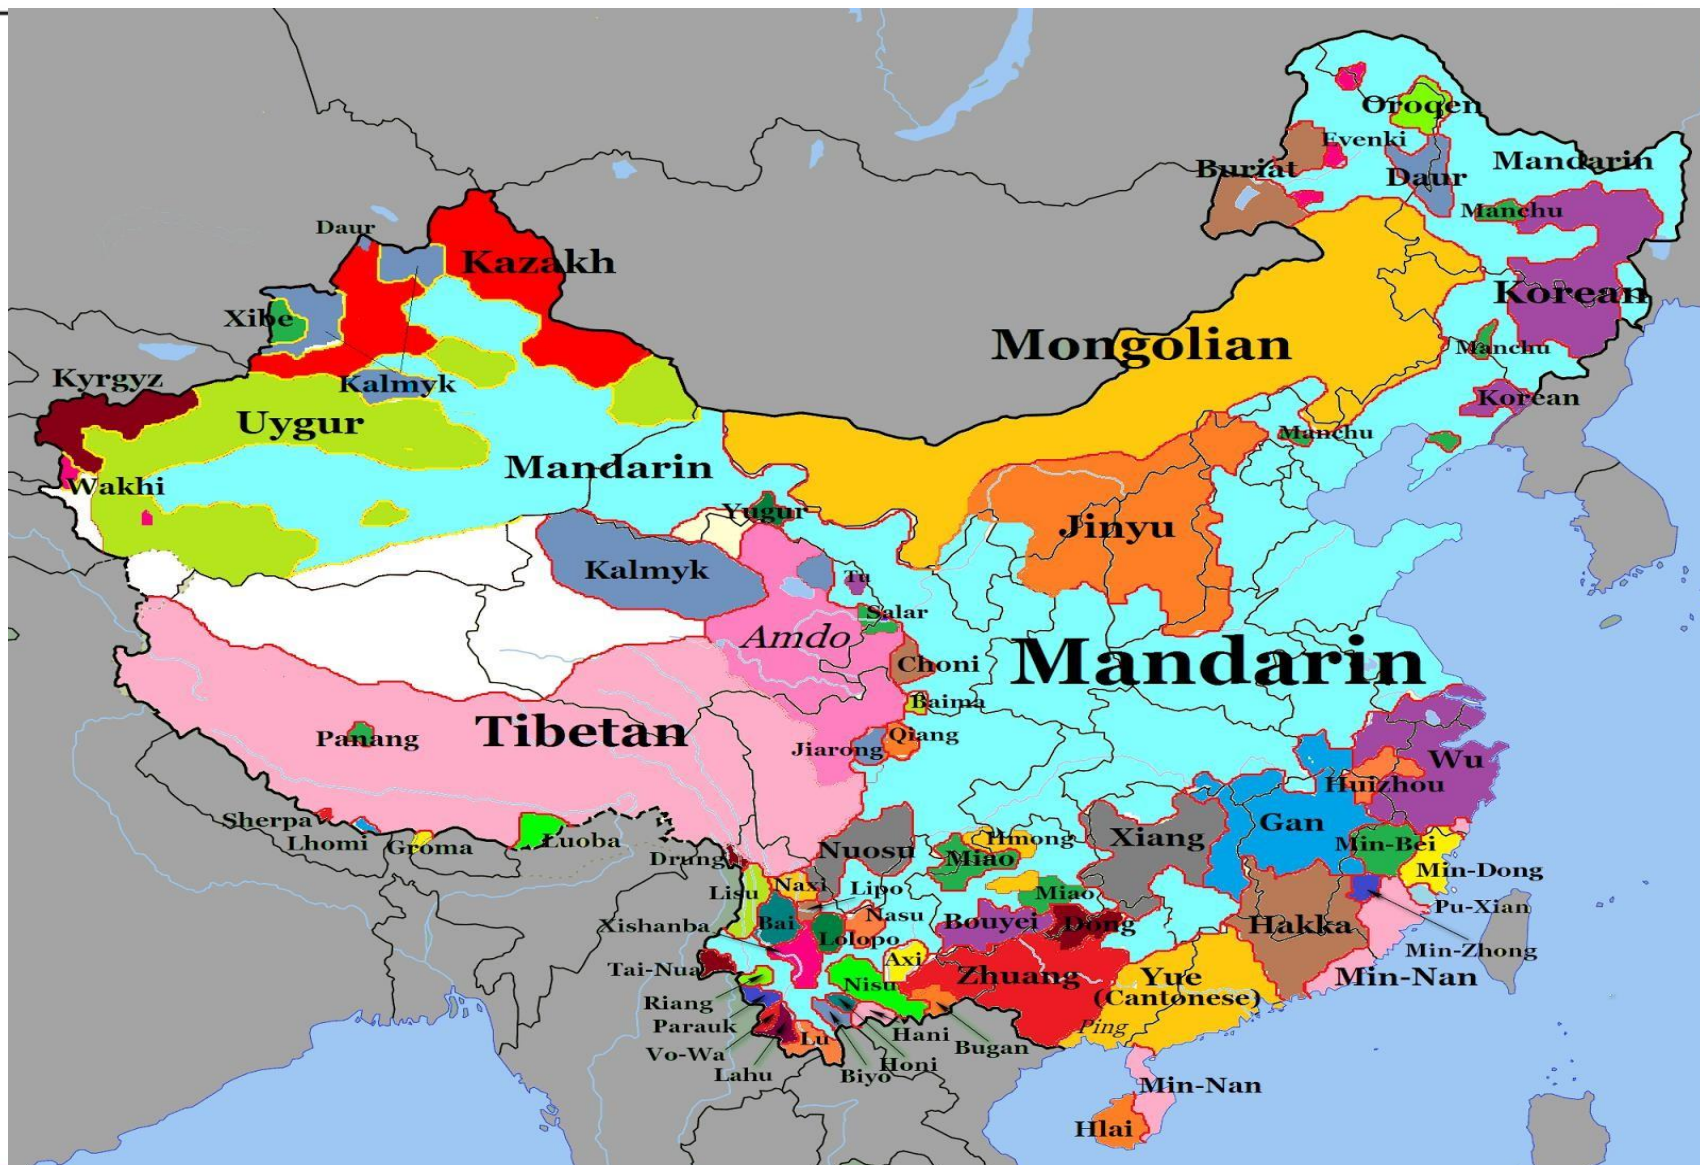 Oroqen
Evenki
Mandarin
Buriat
Daur
Manchu
Daur
Kazakh
Korean
Xibe
Mongolian
Manchu
Kyrgyz
Kalmyk
Korean
Uygur
Manchu
Mandarin
Wakhi
Yugur
Jinyu
Kalmyk
Tu
Salar
Amdo
Choni
Mandarin
Baima
Tibetan
Panang
Jiarong
Qiang
Wu
Huizhou
Sherpa
Lhomi
Groma
Luoba
Drung
Nuosu
Hmong
Miao
Xiang
Gan
Min-Bei
Min-Dong
Lisu
Naxi
Lipo
Miao
Pu-Xian
Xishanba
Bai
Nasu
Lolopo
Bouyei
Dong
Hakka
Min-Zhong
Axi
Tai-Nua
Zhuang
Yue
(Cantonese)
Min-Nan
Riang
Nisu
Parauk
Ping
Vo-Wa
Lu
Hani
Bugan
Lahu
Biyo
Honi
Min-Nan
Hlai